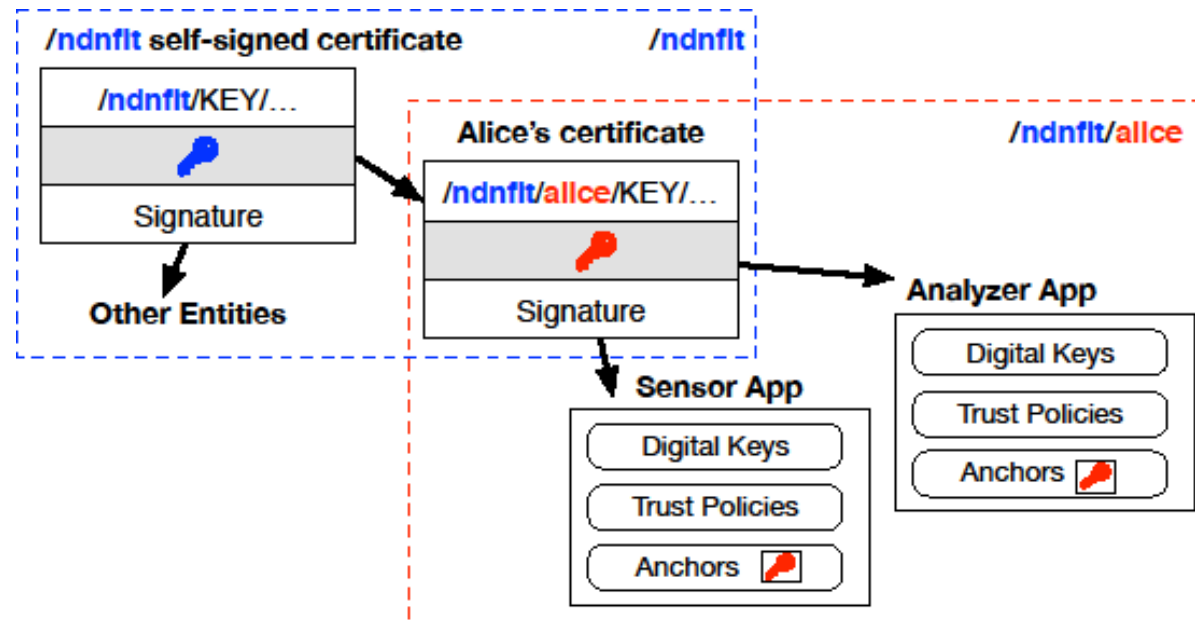 /ndnfit self-signed certificate
/ndnfit
/ndnfit/KEY/...
Signature
Other Entities
/ndnfit/alice
Alice's certificate
/ndnfit/alice/KEY/...
Signature
Analyzer App
Digital Keys
Trust Policies
Anchors
Sensor App
Digital Keys
Trust Policies
Anchors